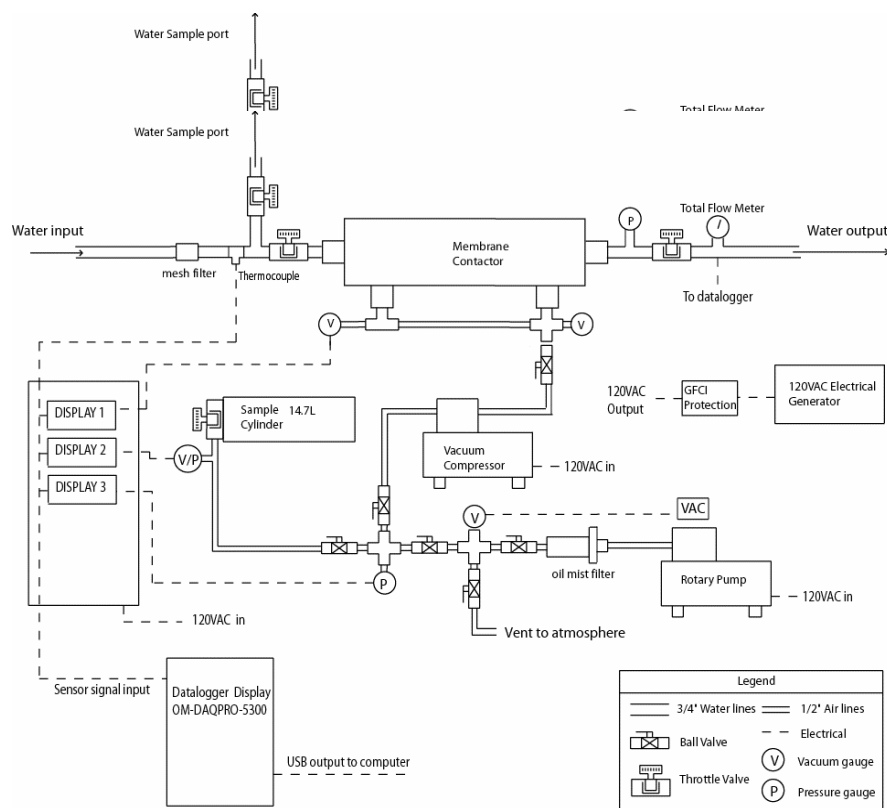 Water Sample port
Total Flow Meter
Water Sample port
Total Flow Meter
Water input
P
Water output
Membrane
Contactor
mesh filter
Thermocouple
To datalogger
V
V
120VAC
Output
GFCI
Protection
120VAC Electrical
Generator
DISPLAY 1
DISPLAY 2
DISPLAY 3
Sample 14.7L
Cylinder
V/P
Vacuum
Compressor
120VAC in
V
VAC
P
oil mist filter
Rotary Pump
120VAC in
Vent to atmosphere
120VAC in
Sensor signal input
Datalogger Display
OM-DAQPRO-5300
USB output to computer
Legend
3/4" Water lines
1/2" Air lines
Ball Valve
Electrical
V
Vacuum gauge
Throttle Valve
P
Pressure gauge